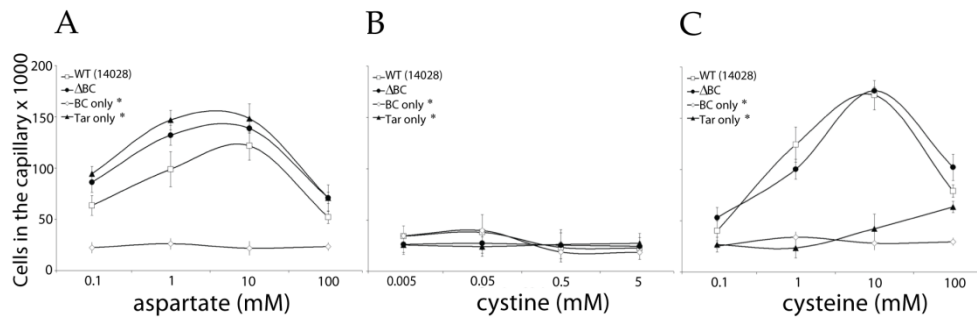 A
B
C
Cells in the capillary x 1000
200
150
100
50
0
WT (14028)
ΔBC
BC only *
Tar only *
0.1
1
10
100
aspartate (mM)
WT (14028)
ΔBC
BC only *
Tar only *
0.005
0.05
0.5
5
cystine (mM)
WT (14028)
ΔBC
BC only *
Tar only *
0.1
1
10
100
cysteine (mM)